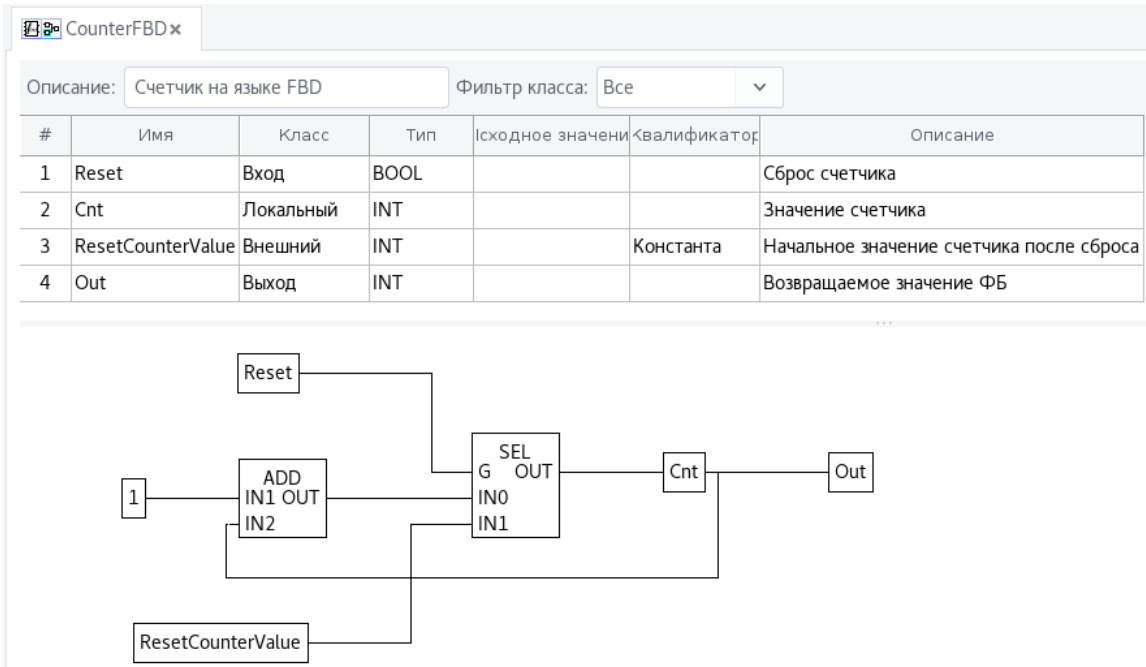 CounterFBD×
Описание: Счетчик на языке FBD Фильтр класса: Все
# Имя Класс Тип Исходное значени Квалификатор Описание
1 Reset Вход BOOL Сброс счетчика
2 Cnt Локальный INT Значение счетчика
3 ResetCounterValue Внешний INT Константа Начальное значение счетчика после сброса
4 Out Выход INT Возвращаемое значение ФБ
Reset
SEL
G OUT
Cnt
Out
ADD
1
IN1 OUT
IN0
IN2
IN1
ResetCounterValue